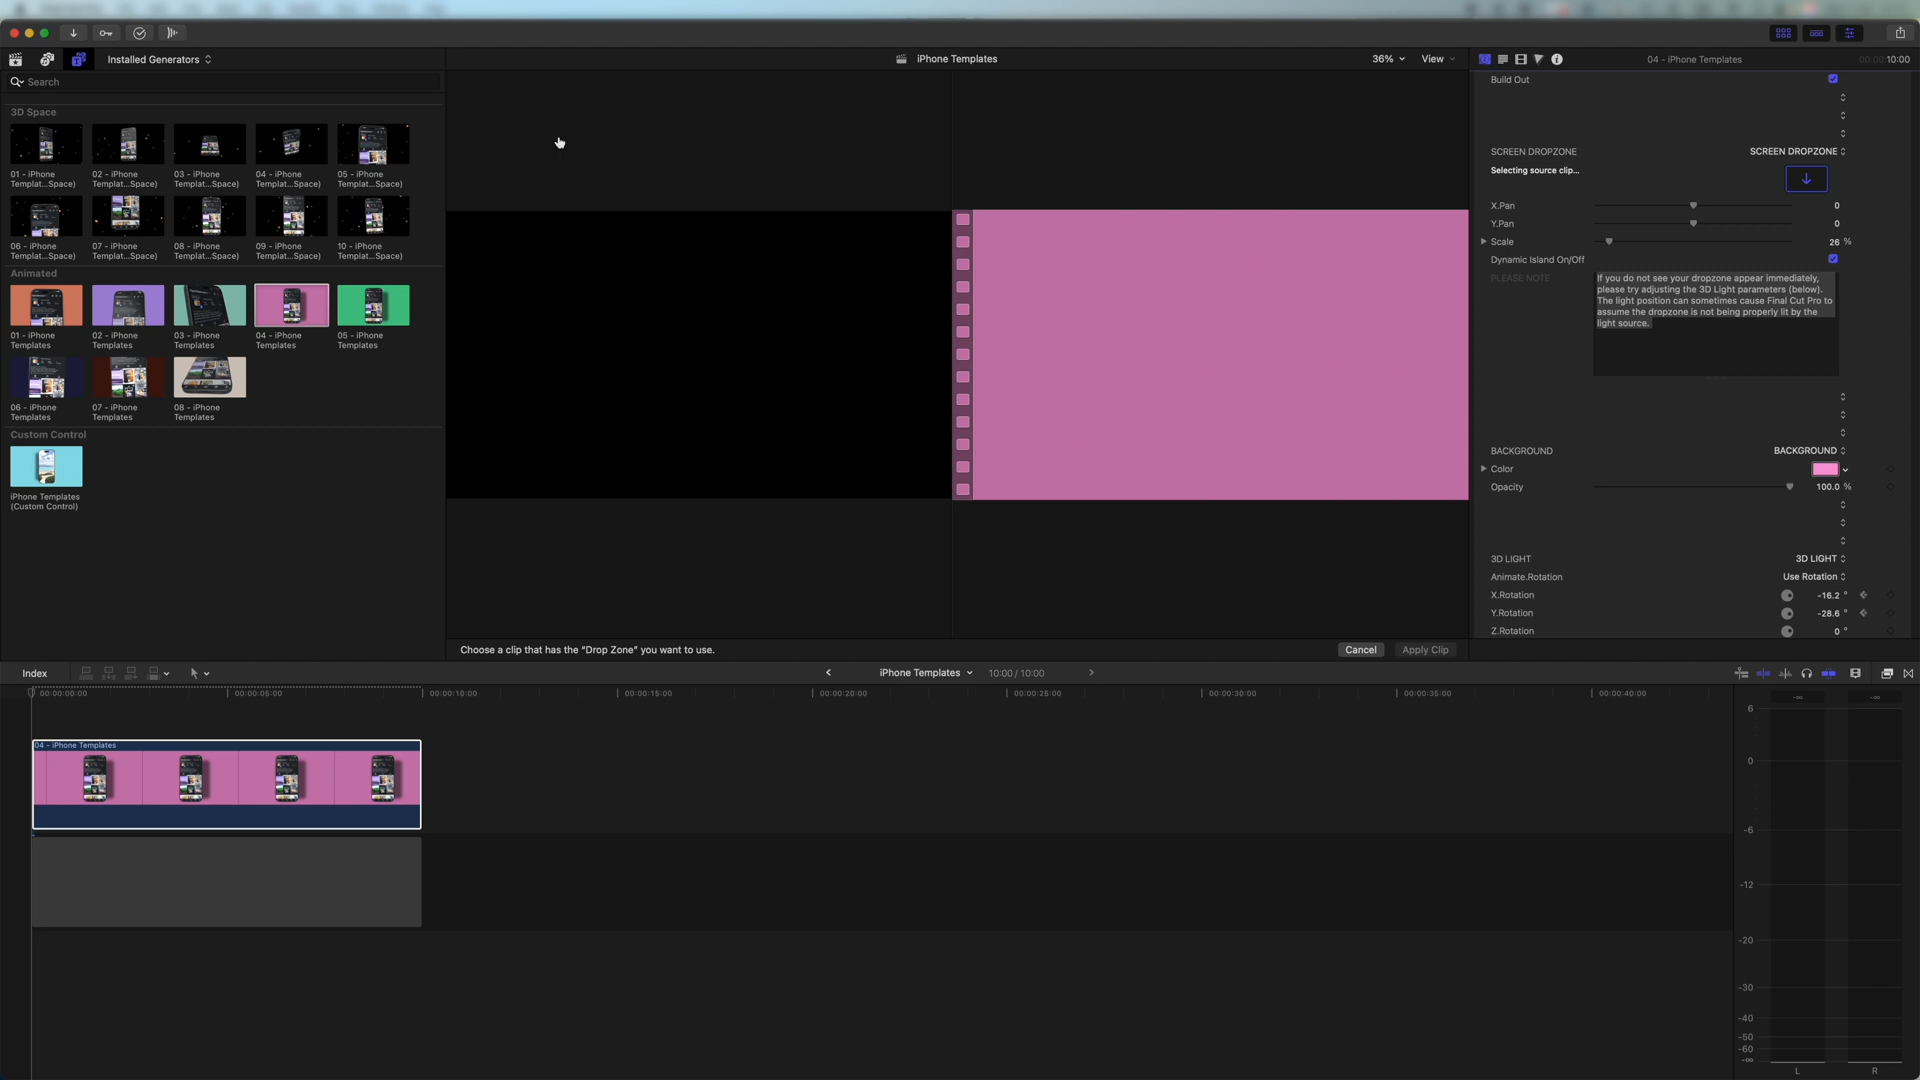 Installed Generators
iPhone Templates
36%
View
04 - iPhone Templates
00:00:10:00
Search
3D Space
01 - iPhone
Templat...Space)
02 - iPhone
Templat...Space)
03 - iPhone
Templat...Space)
04 - iPhone
Templat...Space)
05 - iPhone
Templat...Space)
06 - iPhone
Templat...Space)
07 - iPhone
Templat...Space)
08 - iPhone
Templat...Space)
09 - iPhone
Templat...Space)
10 - iPhone
Templat...Space)
Animated
01 - iPhone
Templates
02 - iPhone
Templates
03 - iPhone
Templates
04 - iPhone
Templates
05 - iPhone
Templates
06 - iPhone
Templates
07 - iPhone
Templates
08 - iPhone
Templates
Custom Control
iPhone Templates
(Custom Control)
Build Out
SCREEN DROPZONE
SCREEN DROPZONE
Selecting source clip...
X.Pan
0
Y.Pan
0
Scale
26 %
Dynamic Island On/Off
PLEASE NOTE
If you do not see your dropzone appear immediately,
please try adjusting the 3D Light parameters (below).
The light position can sometimes cause Final Cut Pro to
assume the dropzone is not being properly lit by the
light source.
BACKGROUND
BACKGROUND
Color
Opacity
100.0 %
3D LIGHT
3D LIGHT
Animate.Rotation
Use Rotation
X.Rotation
-16.2 °
Y.Rotation
-28.6 °
Z.Rotation
0 °
Choose a clip that has the “Drop Zone” you want to use.
Cancel
Apply Clip
Index
iPhone Templates
10:00 / 10:00
00:00:00:00
00:00:05:00
00:00:10:00
00:00:15:00
00:00:20:00
00:00:25:00
00:00:30:00
00:00:35:00
00:00:40:00
04 - iPhone Templates
-∞
-∞
6
0
-6
-12
-20
-30
-40
-50
-60
-∞
L
R